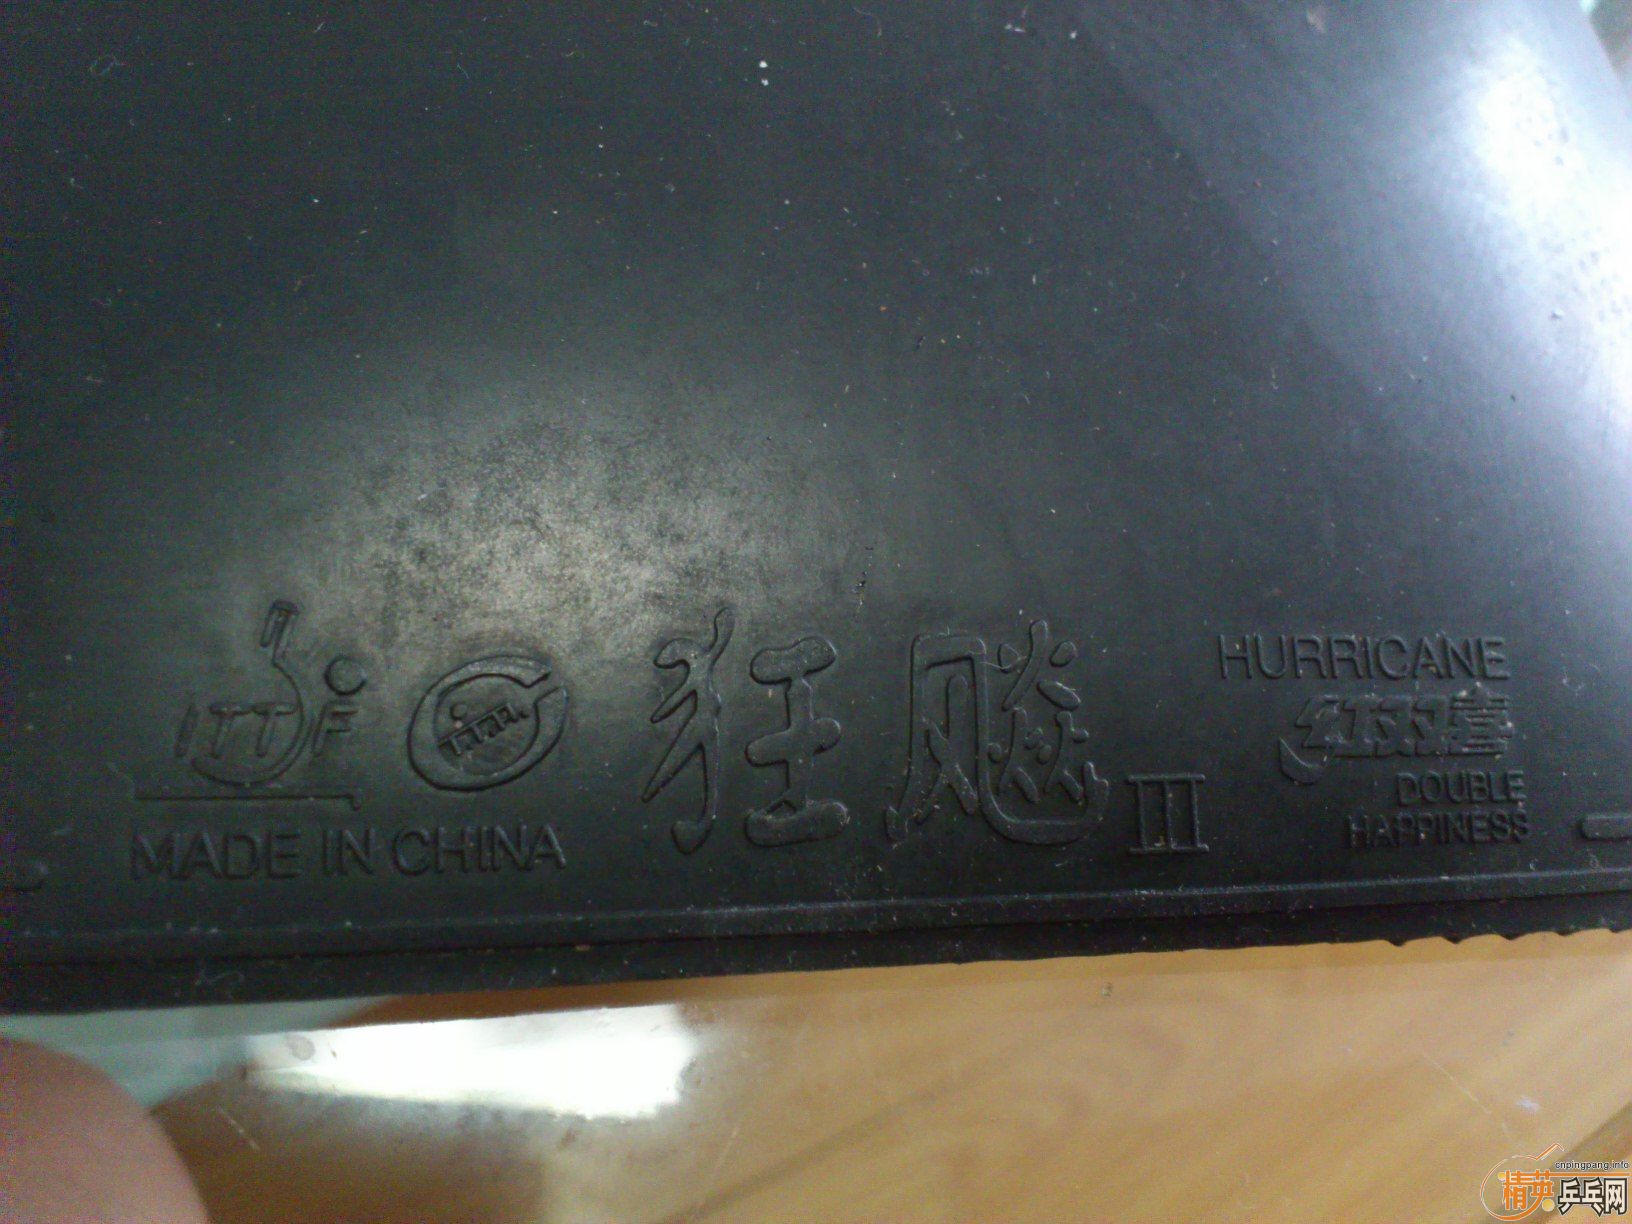 ITTF
I.T.T.F.
MADE IN CHINA
狂飚 III
HURRICANE
红双喜
DOUBLE
HAPPINESS
cnpingpang.info
精英乒乓网